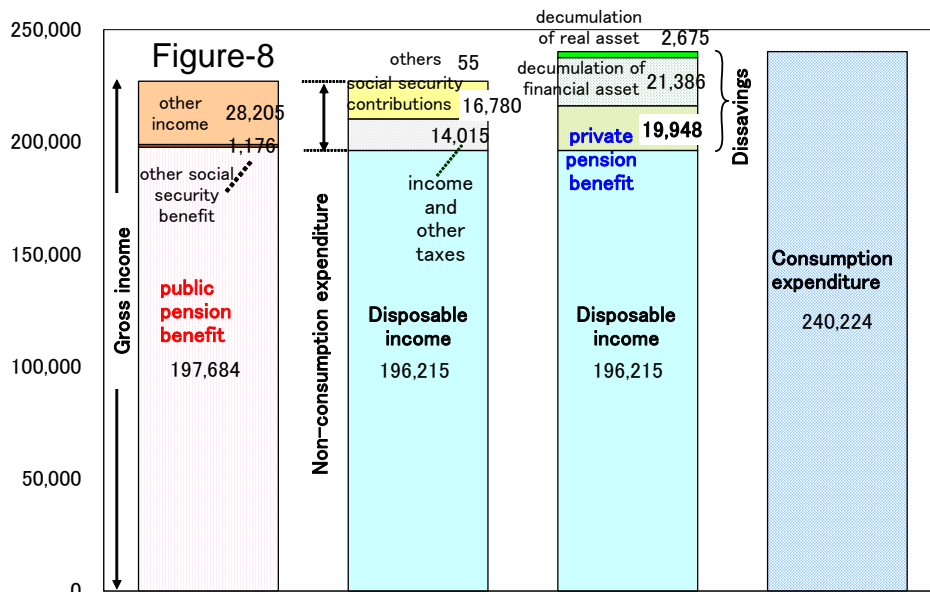 250,000
200,000
150,000
100,000
50,000
0
Figure-8
Gross income
other
income
28,205
1,176
other social
security
benefit
public
pension
benefit
197,684
Non-consumption expenditure
others 55
social security
contributions 16,780
14,015
income
and
other
taxes
Disposable
income
196,215
decumulation
of real asset 2,675
decumulation of
financial asset 21,386
private
pension
benefit
19,948
Dissavings
Disposable
income
196,215
Consumption
expenditure
240,224